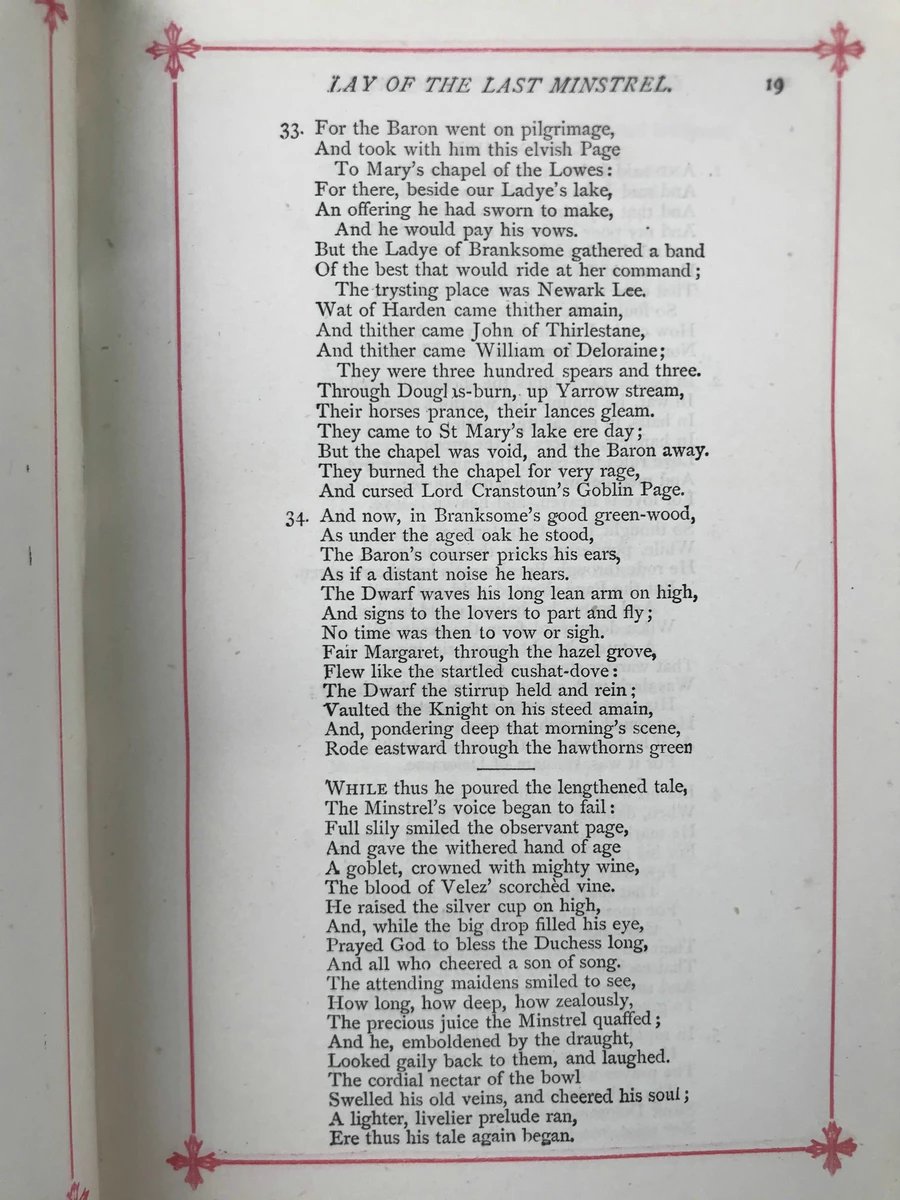 LAY OF THE LAST MINSTREL. 19
33. For the Baron went on pilgrimage,
And took with him this elvish Page
To Mary's chapel of the Lowes:
For there, beside our Ladye's lake,
An offering he had sworn to make,
And he would pay his vows.
But the Ladye of Branksome gathered a band
Of the best that would ride at her command;
The trysting place was Newark Lee.
Wat of Harden came thither amain,
And thither came John of Thirlestane,
And thither came William of Deloraine;
They were three hundred spears and three.
Through Douglas-burn, up Yarrow stream,
Their horses prance, their lances gleam.
They came to St Mary's lake ere day;
But the chapel was void, and the Baron away.
They burned the chapel for very rage,
And cursed Lord Cranstoun's Goblin Page.
34. And now, in Branksome's good green-wood,
As under the aged oak he stood,
The Baron's courser pricks his ears,
As if a distant noise he hears.
The Dwarf waves his long lean arm on high,
And signs to the lovers to part and fly;
No time was then to vow or sigh.
Fair Margaret, through the hazel grove,
Flew like the startled cushat-dove:
The Dwarf the stirrup held and rein;
Vaulted the Knight on his steed amain,
And, pondering deep that morning's scene,
Rode eastward through the hawthorns green
WHILE thus he poured the lengthened tale,
The Minstrel's voice began to fail:
Full slily smiled the observant page,
And gave the withered hand of age
A goblet, crowned with mighty wine,
The blood of Velez' scorchèd vine.
He raised the silver cup on high,
And, while the big drop filled his eye,
Prayed God to bless the Duchess long,
And all who cheered a son of song.
The attending maidens smiled to see,
How long, how deep, how zealously,
The precious juice the Minstrel quaffed;
And he, emboldened by the draught,
Looked gaily back to them, and laughed.
The cordial nectar of the bowl
Swelled his old veins, and cheered his soul;
A lighter, livelier prelude ran,
Ere thus his tale again began.